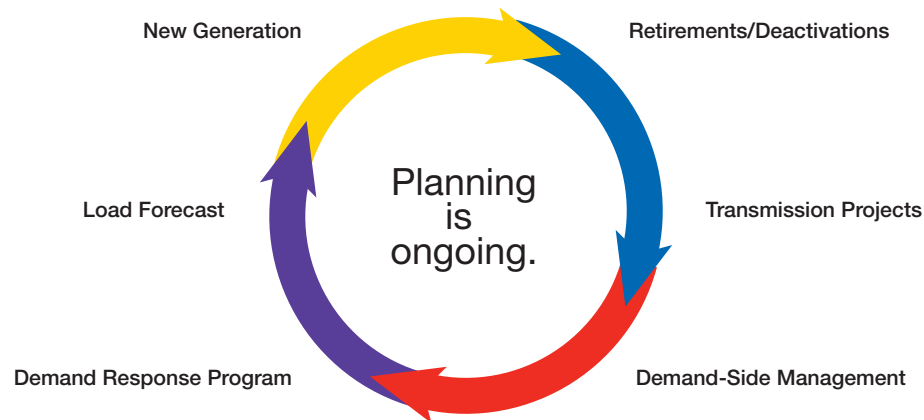 New Generation
Retirements/Deactivations
Load Forecast
Planning
is
ongoing.
Transmission Projects
Demand Response Program
Demand-Side Management